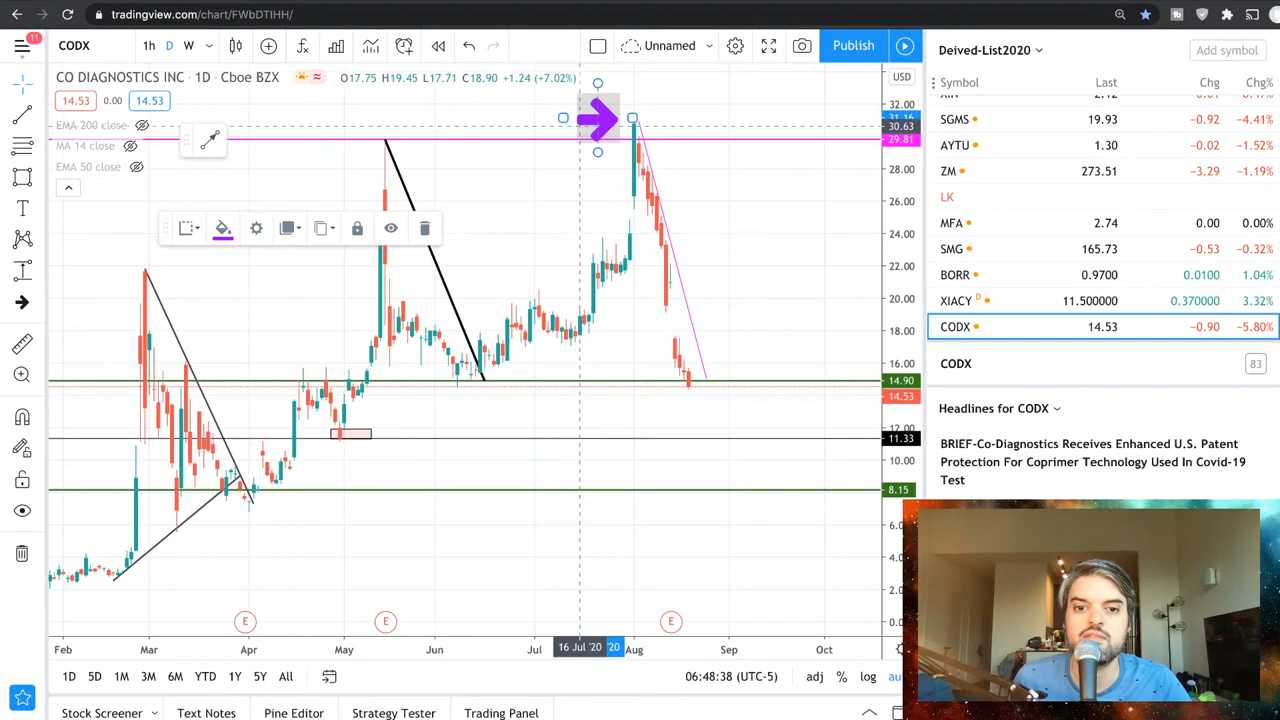 tradingview.com/chart/FWbDTIHH/
11
CODX
1h D W
Unnamed
Publish
Deived-List2020
Add symbol
CO DIAGNOSTICS INC · 1D · Cboe BZX
O17.75 H19.45 L17.71 C18.90 +1.24 (+7.02%)
USD
Symbol Last Chg Chg%
14.53 0.00 14.53
EMA 200 close
MA 14 close
EMA 50 close
32.00
31.16
30.63
29.81
28.00
26.00
24.00
22.00
20.00
18.00
16.00
14.90
14.53
12.00
11.33
10.00
8.15
6.00
4.00
2.00
0.00
SGMS 19.93 −0.92 −4.41%
AYTU 1.30 −0.02 −1.52%
ZM 273.51 −3.29 −1.19%
LK
MFA 2.74 0.00 0.00%
SMG 165.73 −0.53 −0.32%
BORR 0.9700 0.0100 1.04%
XIACY D 11.500000 0.370000 3.32%
CODX 14.53 −0.90 −5.80%
CODX 83
Headlines for CODX
BRIEF-Co-Diagnostics Receives Enhanced U.S. Patent
Protection For Coprimer Technology Used In Covid-19
Test
E E E
Feb Mar Apr May Jun Jul 16 Jul '20 '20 Aug Sep Oct
1D 5D 1M 3M 6M YTD 1Y 5Y All
06:48:38 (UTC-5) adj % log
Stock Screener Text Notes Pine Editor Strategy Tester Trading Panel